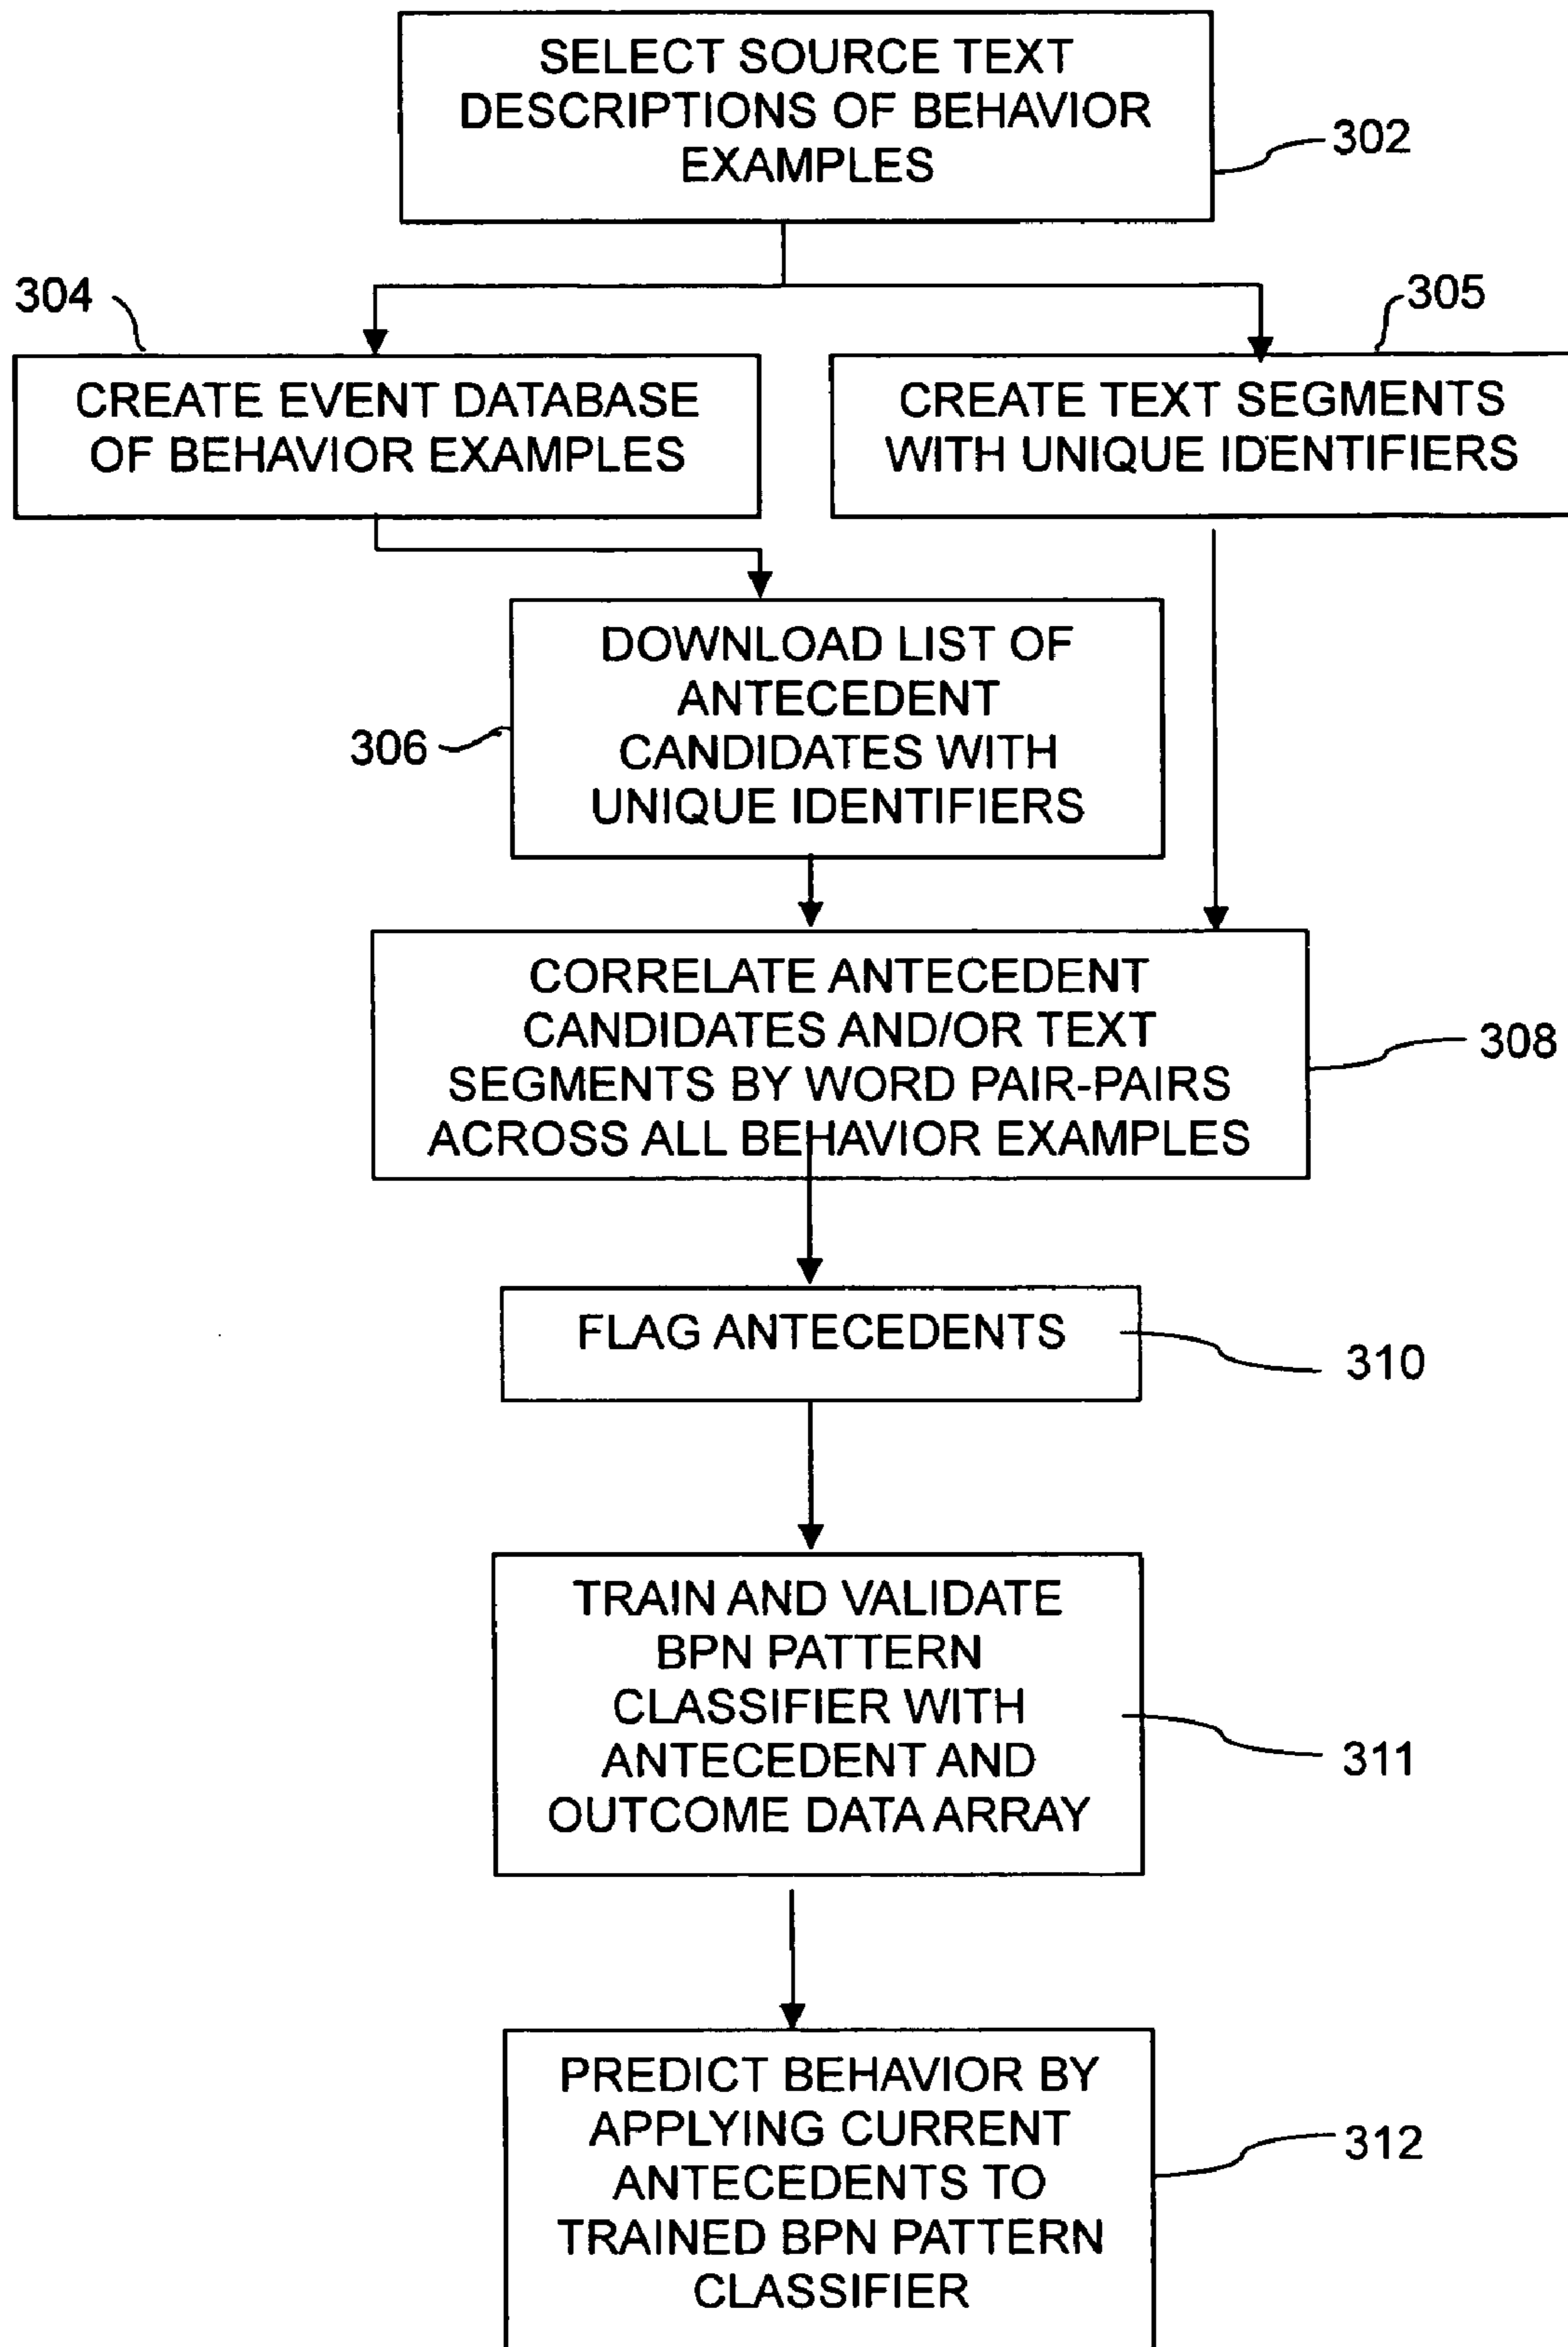 SELECT SOURCE TEXT
DESCRIPTIONS OF BEHAVIOR
EXAMPLES
302
304
305
CREATE EVENT DATABASE
OF BEHAVIOR EXAMPLES
CREATE TEXT SEGMENTS
WITH UNIQUE IDENTIFIERS
DOWNLOAD LIST OF
ANTECEDENT
CANDIDATES WITH
UNIQUE IDENTIFIERS
306
CORRELATE ANTECEDENT
CANDIDATES AND/OR TEXT
SEGMENTS BY WORD PAIR-PAIRS
ACROSS ALL BEHAVIOR EXAMPLES
308
FLAG ANTECEDENTS
310
TRAIN AND VALIDATE
BPN PATTERN
CLASSIFIER WITH
ANTECEDENT AND
OUTCOME DATA ARRAY
311
PREDICT BEHAVIOR BY
APPLYING CURRENT
ANTECEDENTS TO
TRAINED BPN PATTERN
CLASSIFIER
312